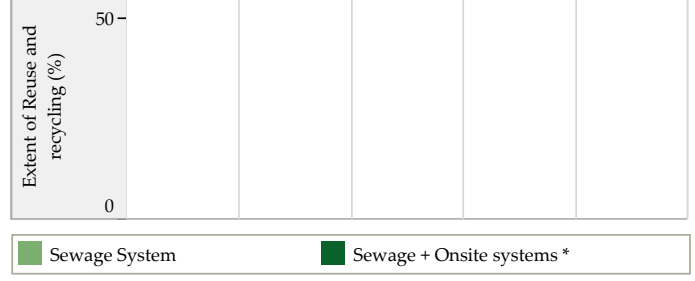 50
Extent of Reuse and
recycling (%)
0
Sewage System
Sewage + Onsite systems *